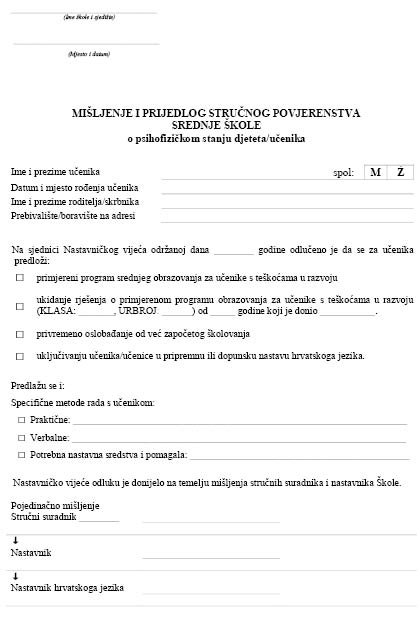 (Ime škole i sjedište)
(Mjesto i datum)
MIŠLJENJE I PRIJEDLOG STRUČNOG POVJERENSTVA
SREDNJE ŠKOLE
o psihofizičkom stanju djeteta/učenika
Ime i prezime učenika spol: M Ž
Datum i mjesto rođenja učenika
Ime i prezime roditelja/skrbnika
Prebivalište/boravište na adresi
Na sjednici Nastavničkog vijeća održanoj dana ________ godine odlučeno je da se za učenika
predloži:
☐ primjereni program srednjeg obrazovanja za učenike s teškoćama u razvoju
☐ ukidanje rješenja o primjerenom programu obrazovanja za učenike s teškoćama u razvoju
(KLASA:_______, URBROJ: ______) od _____ godine koji je donio ___________.
☐ privremeno oslobađanje od već započetog školovanja
☐ uključivanju učenika/učenice u pripremnu ili dopunsku nastavu hrvatskoga jezika.
Predlažu se i:
Specifične metode rada s učenikom:
☐ Praktične: ____________
☐ Verbalne: ____________
☐ Potrebna nastavna sredstva i pomagala: ____________
Nastavničko vijeće odluku je donijelo na temelju mišljenja stručnih suradnika i nastavnika Škole.
Pojedinačno mišljenje
Stručni suradnik ________
↓
Nastavnik
↓
Nastavnik hrvatskoga jezika